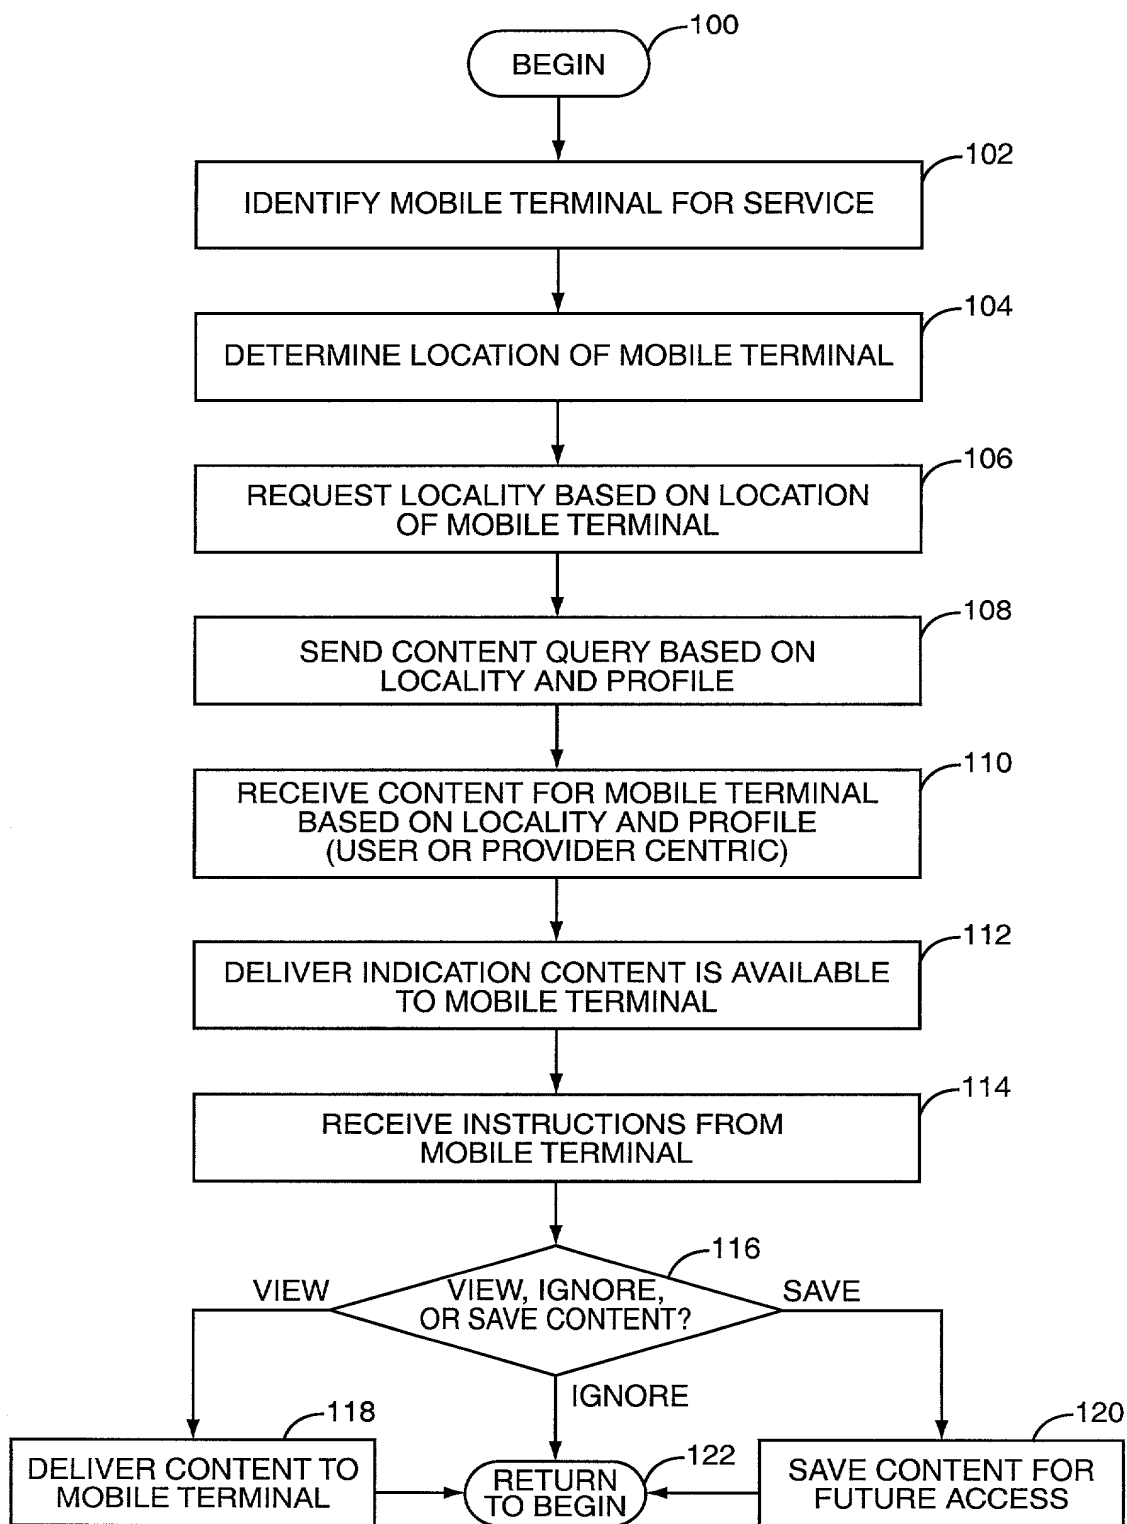 100
BEGIN
102
IDENTIFY MOBILE TERMINAL FOR SERVICE
104
DETERMINE LOCATION OF MOBILE TERMINAL
106
REQUEST LOCALITY BASED ON LOCATION
OF MOBILE TERMINAL
108
SEND CONTENT QUERY BASED ON
LOCALITY AND PROFILE
110
RECEIVE CONTENT FOR MOBILE TERMINAL
BASED ON LOCALITY AND PROFILE
(USER OR PROVIDER CENTRIC)
112
DELIVER INDICATION CONTENT IS AVAILABLE
TO MOBILE TERMINAL
114
RECEIVE INSTRUCTIONS FROM
MOBILE TERMINAL
116
VIEW
VIEW, IGNORE,
OR SAVE CONTENT?
SAVE
IGNORE
118
DELIVER CONTENT TO
MOBILE TERMINAL
122
RETURN
TO BEGIN
120
SAVE CONTENT FOR
FUTURE ACCESS